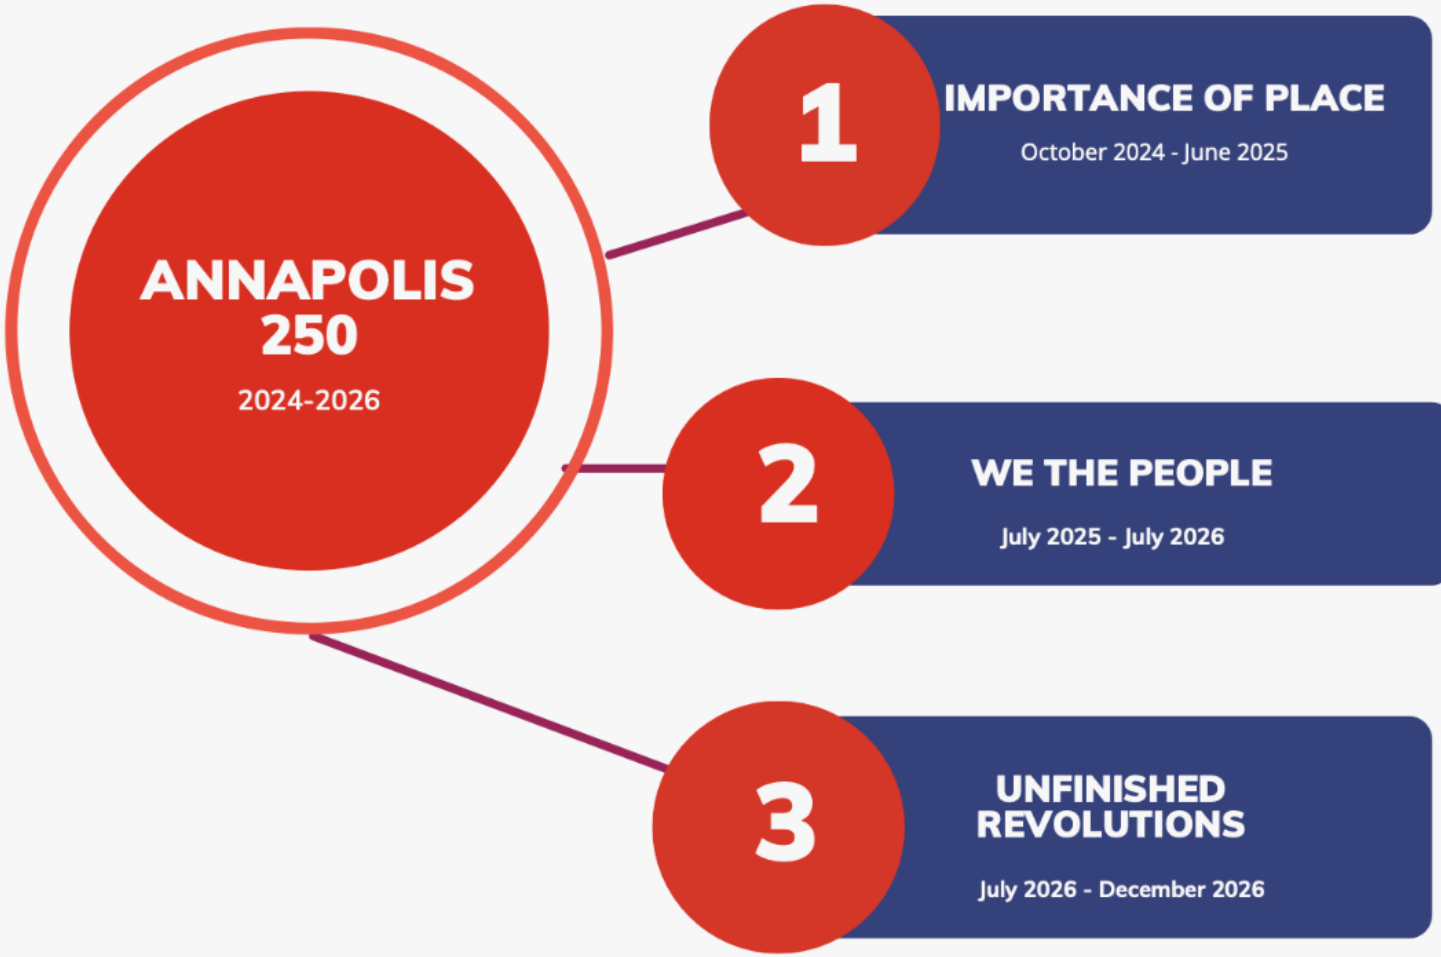 ANNAPOLIS
250
2024-2026
1
IMPORTANCE OF PLACE
October 2024 - June 2025
2
WE THE PEOPLE
July 2025 - July 2026
3
UNFINISHED
REVOLUTIONS
July 2026 - December 2026